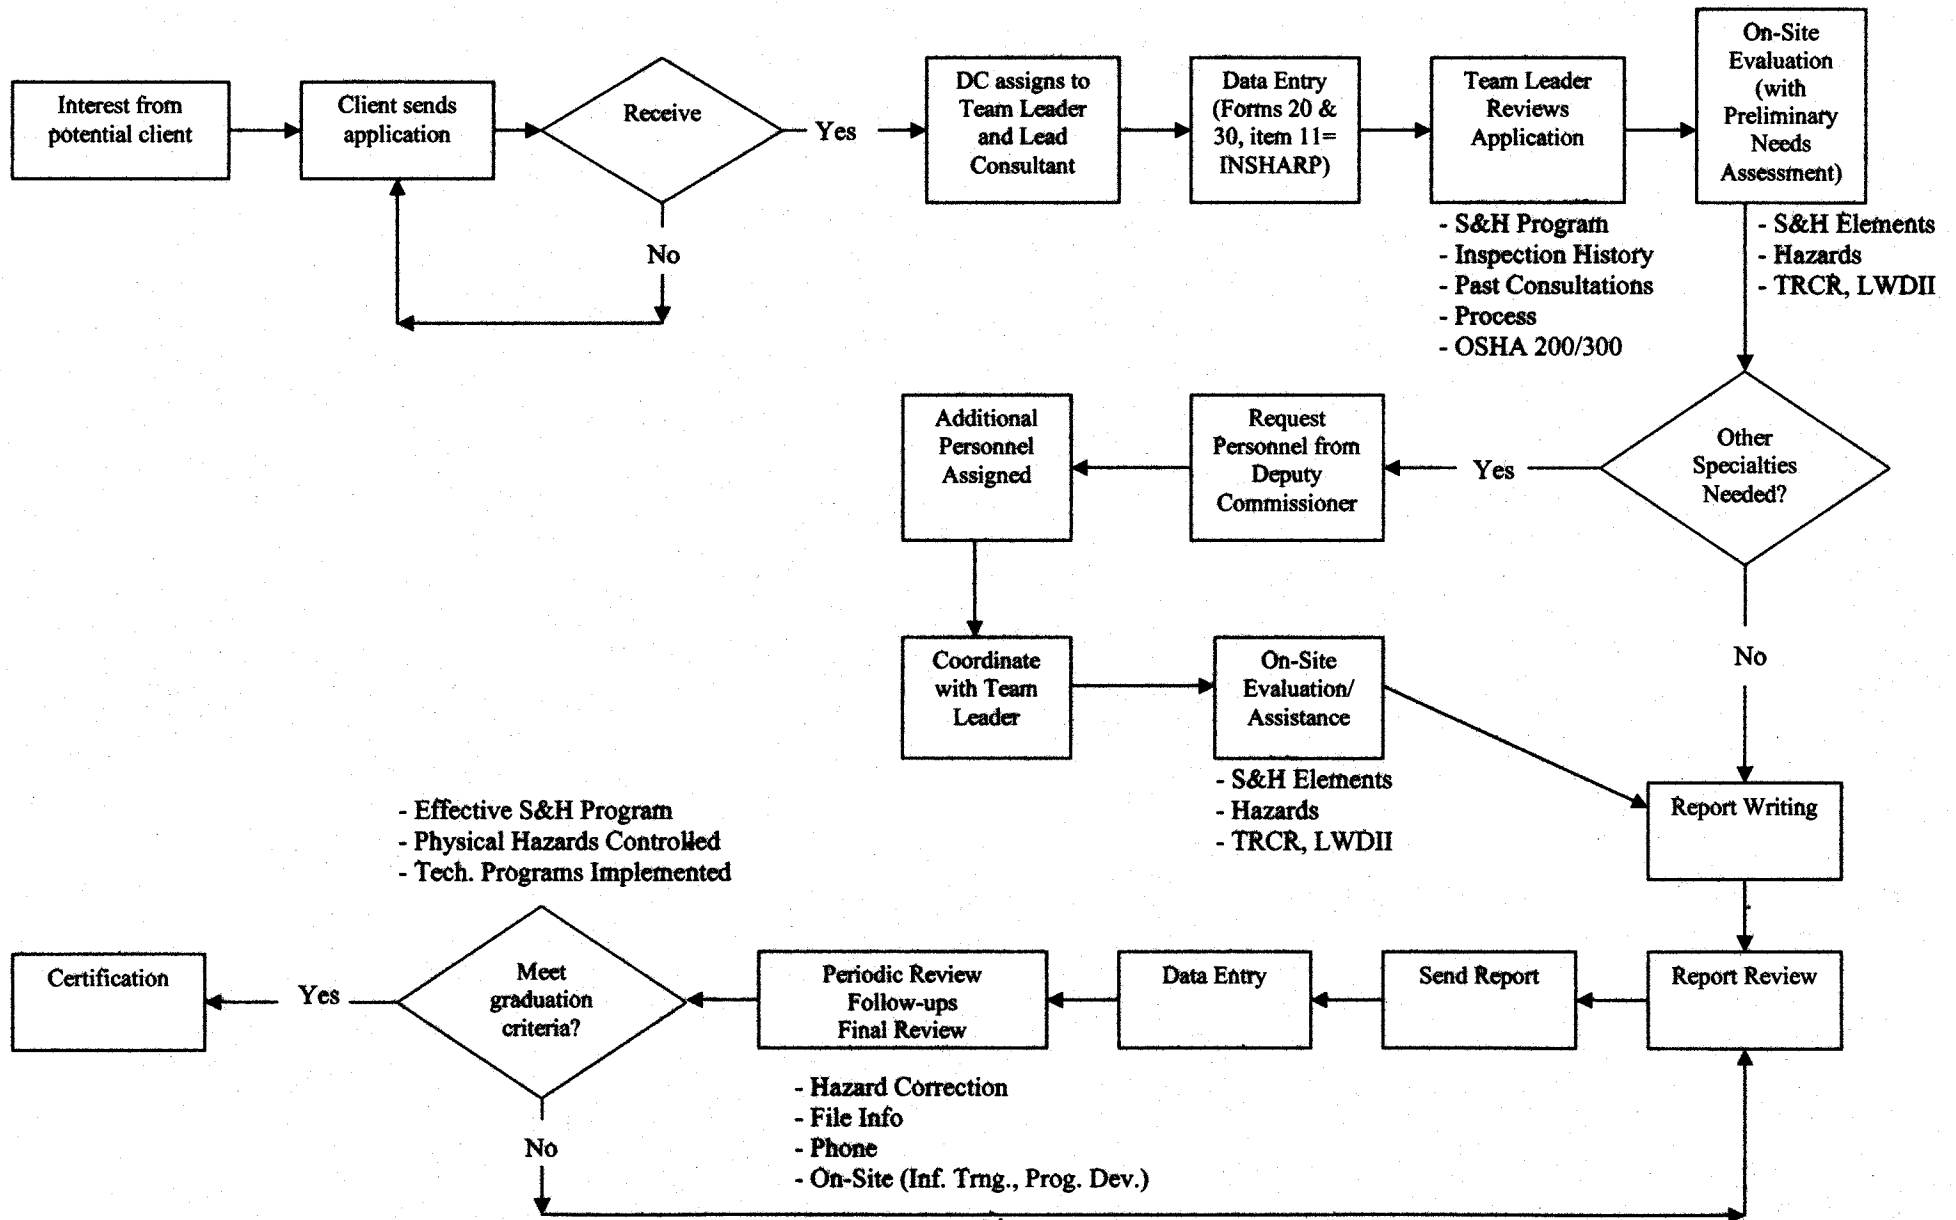 Interest from
potential client
Client sends
application
Receive
Yes
No
DC assigns to
Team Leader
and Lead
Consultant
Data Entry
(Forms 20 &
30, item 11=
INSHARP)
Team Leader
Reviews
Application
- S&H Program
- Inspection History
- Past Consultations
- Process
- OSHA 200/300
On-Site
Evaluation
(with
Preliminary
Needs
Assessment)
- S&H Elements
- Hazards
- TRCR, LWDII
Other
Specialties
Needed?
Yes
Request
Personnel from
Deputy
Commissioner
Additional
Personnel
Assigned
Coordinate
with Team
Leader
On-Site
Evaluation/
Assistance
- S&H Elements
- Hazards
- TRCR, LWDII
No
Report Writing
Report Review
Send Report
Data Entry
Periodic Review
Follow-ups
Final Review
- Hazard Correction
- File Info
- Phone
- On-Site (Inf. Trng., Prog. Dev.)
- Effective S&H Program
- Physical Hazards Controlled
- Tech. Programs Implemented
Meet
graduation
criteria?
Yes
Certification
No